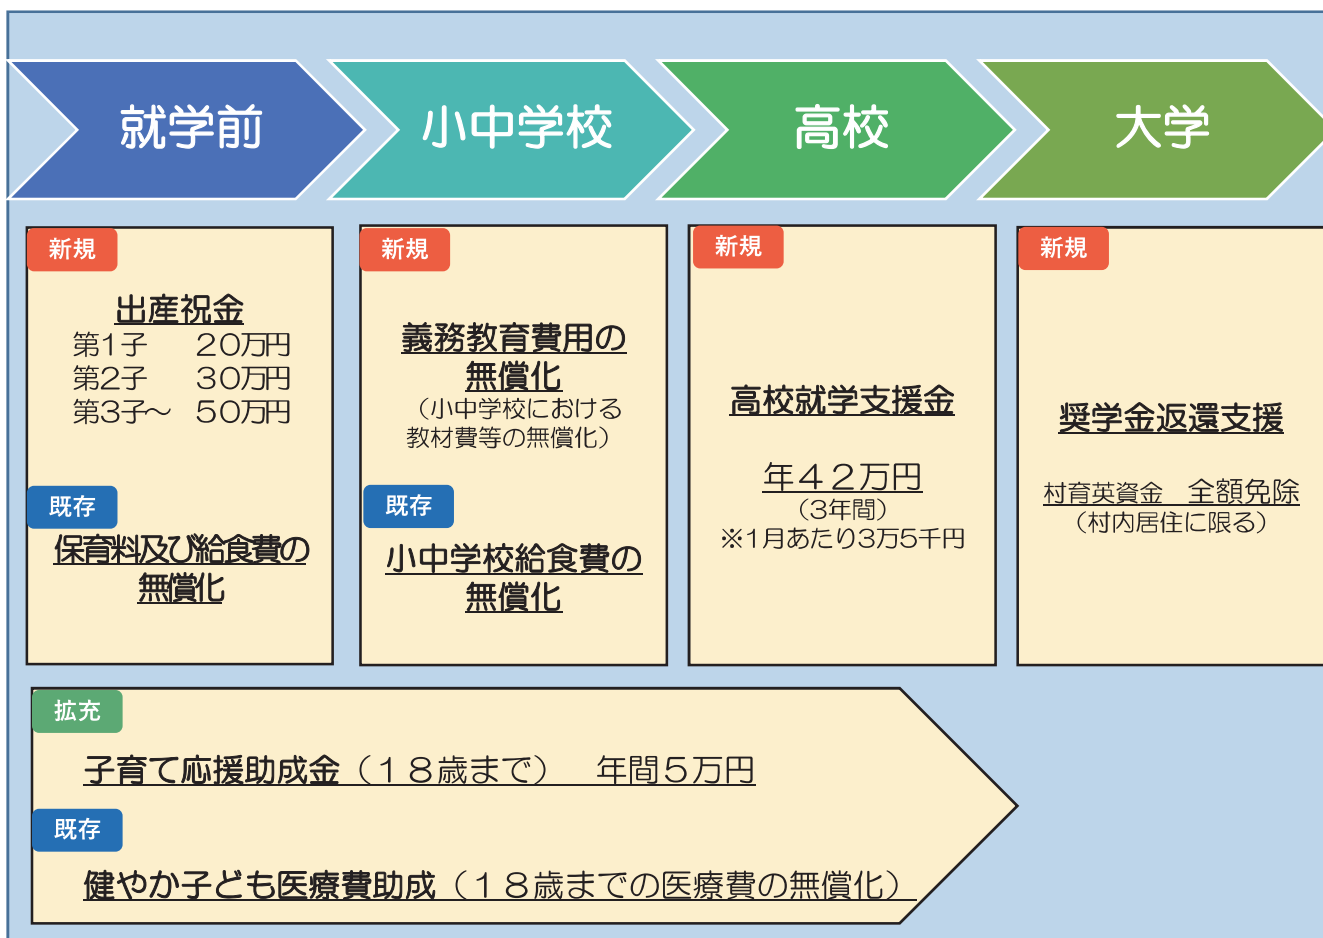 就学前
小中学校
高校
大学
新規
出産祝金
第1子　20万円
第2子　30万円
第3子～　50万円
既存
保育料及び給食費の
無償化
新規
義務教育費用の
無償化
（小中学校における
教材費等の無償化）
既存
小中学校給食費の
無償化
新規
高校就学支援金
年４２万円
（3年間）
※1月あたり3万5千円
新規
奨学金返還支援
村育英資金　全額免除
（村内居住に限る）
拡充
子育て応援助成金（１８歳まで）　年間５万円
既存
健やか子ども医療費助成（１８歳までの医療費の無償化）